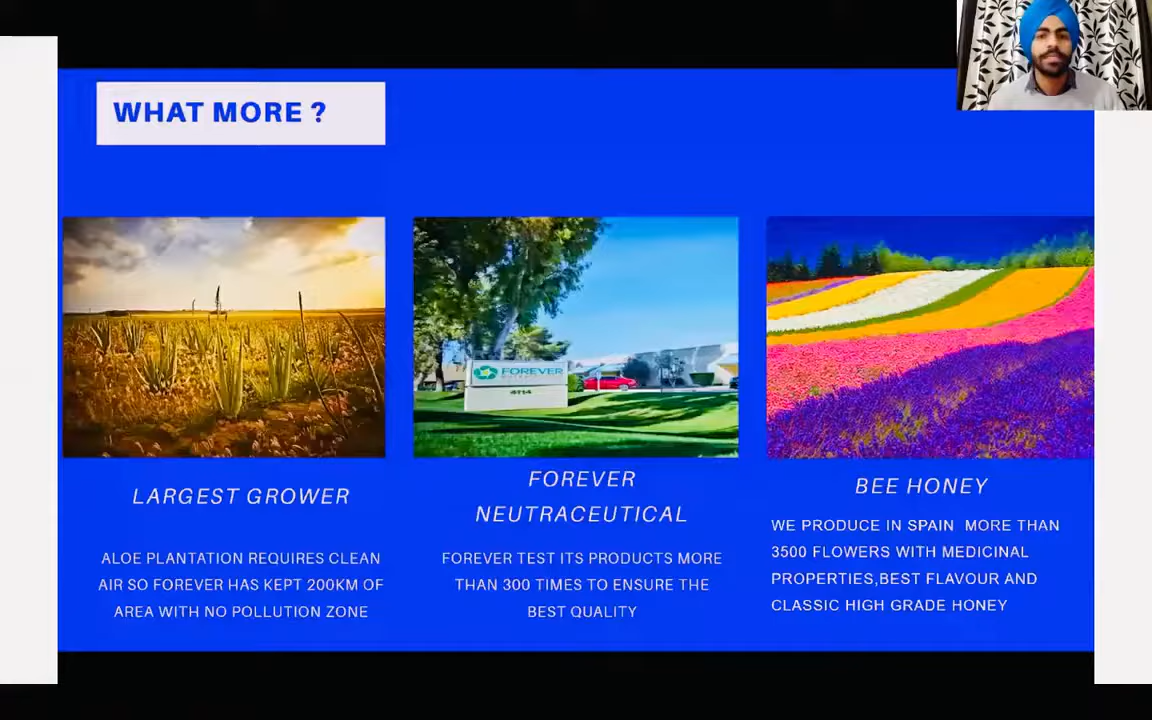 WHAT MORE ?
FOREVER
4114
LARGEST GROWER
ALOE PLANTATION REQUIRES CLEAN
AIR SO FOREVER HAS KEPT 200KM OF
AREA WITH NO POLLUTION ZONE
FOREVER
NEUTRACEUTICAL
FOREVER TEST ITS PRODUCTS MORE
THAN 300 TIMES TO ENSURE THE
BEST QUALITY
BEE HONEY
WE PRODUCE IN SPAIN MORE THAN
3500 FLOWERS WITH MEDICINAL
PROPERTIES,BEST FLAVOUR AND
CLASSIC HIGH GRADE HONEY